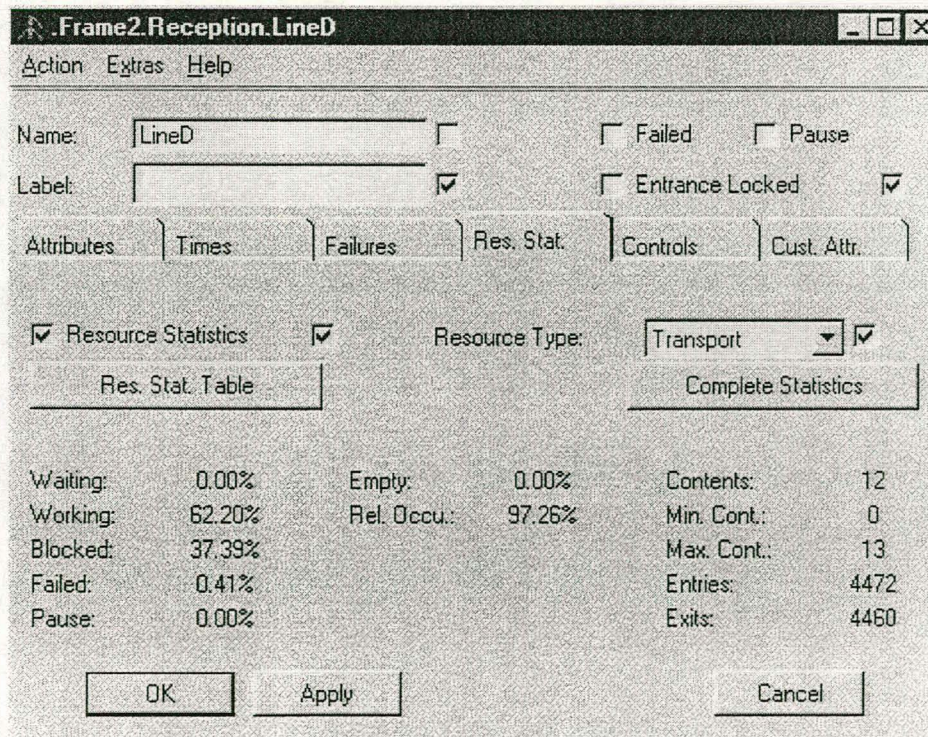 .Frame2.Reception.LineD
Action Extras Help
Name: LineD Failed Pause
Label: Entrance Locked
Attributes Times Failures Res. Stat. Controls Cust. Attr.
Resource Statistics Resource Type: Transport
Res. Stat. Table Complete Statistics
Waiting: 0.00% Empty: 0.00% Contents: 12
Working: 62.20% Rel. Occu.: 97.26% Min. Cont.: 0
Blocked: 37.39% Max. Cont.: 13
Failed: 0.41% Entries: 4472
Pause: 0.00% Exits: 4460
OK Apply Cancel